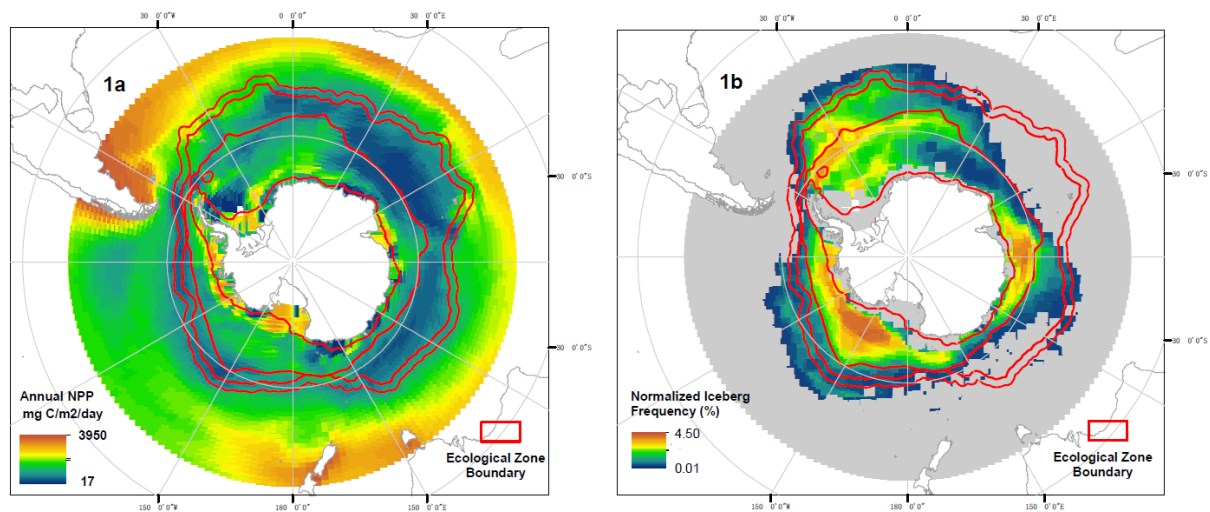 30 0'0"W
0 0'0"
30 0'0"E
1a
30 0'0"S
30 0'0"S
Annual NPP
mg C/m2/day
3950
17
Ecological Zone
Boundary
150 0'0"W
180 0'0"
150 0'0"E
30 0'0"W
0 0'0"
30 0'0"E
1b
30 0'0"S
30 0'0"S
Normalized Iceberg
Frequency (%)
4.50
0.01
Ecological Zone
Boundary
150 0'0"W
180 0'0"
150 0'0"E